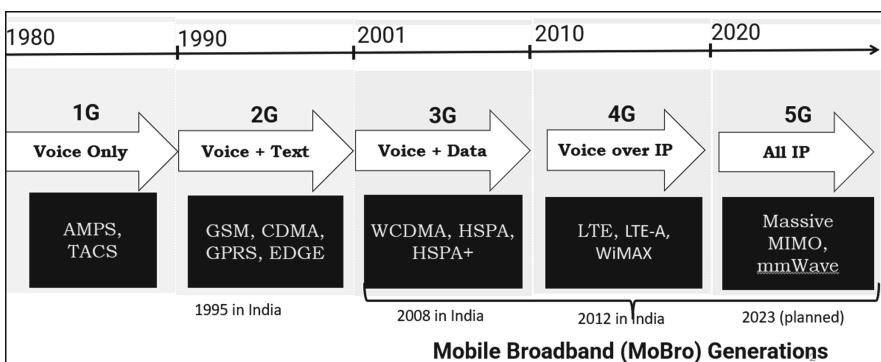 1980
1990
2001
2010
2020
1G
2G
3G
4G
5G
Voice Only
Voice + Text
Voice + Data
Voice over IP
All IP
AMPS,
TACS
GSM, CDMA,
GPRS, EDGE
WCDMA, HSPA,
HSPA+
LTE, LTE-A,
WiMAX
Massive
MIMO,
mmWave
1995 in India
2008 in India
2012 in India
2023 (planned)
Mobile Broadband (MoBro) Generations